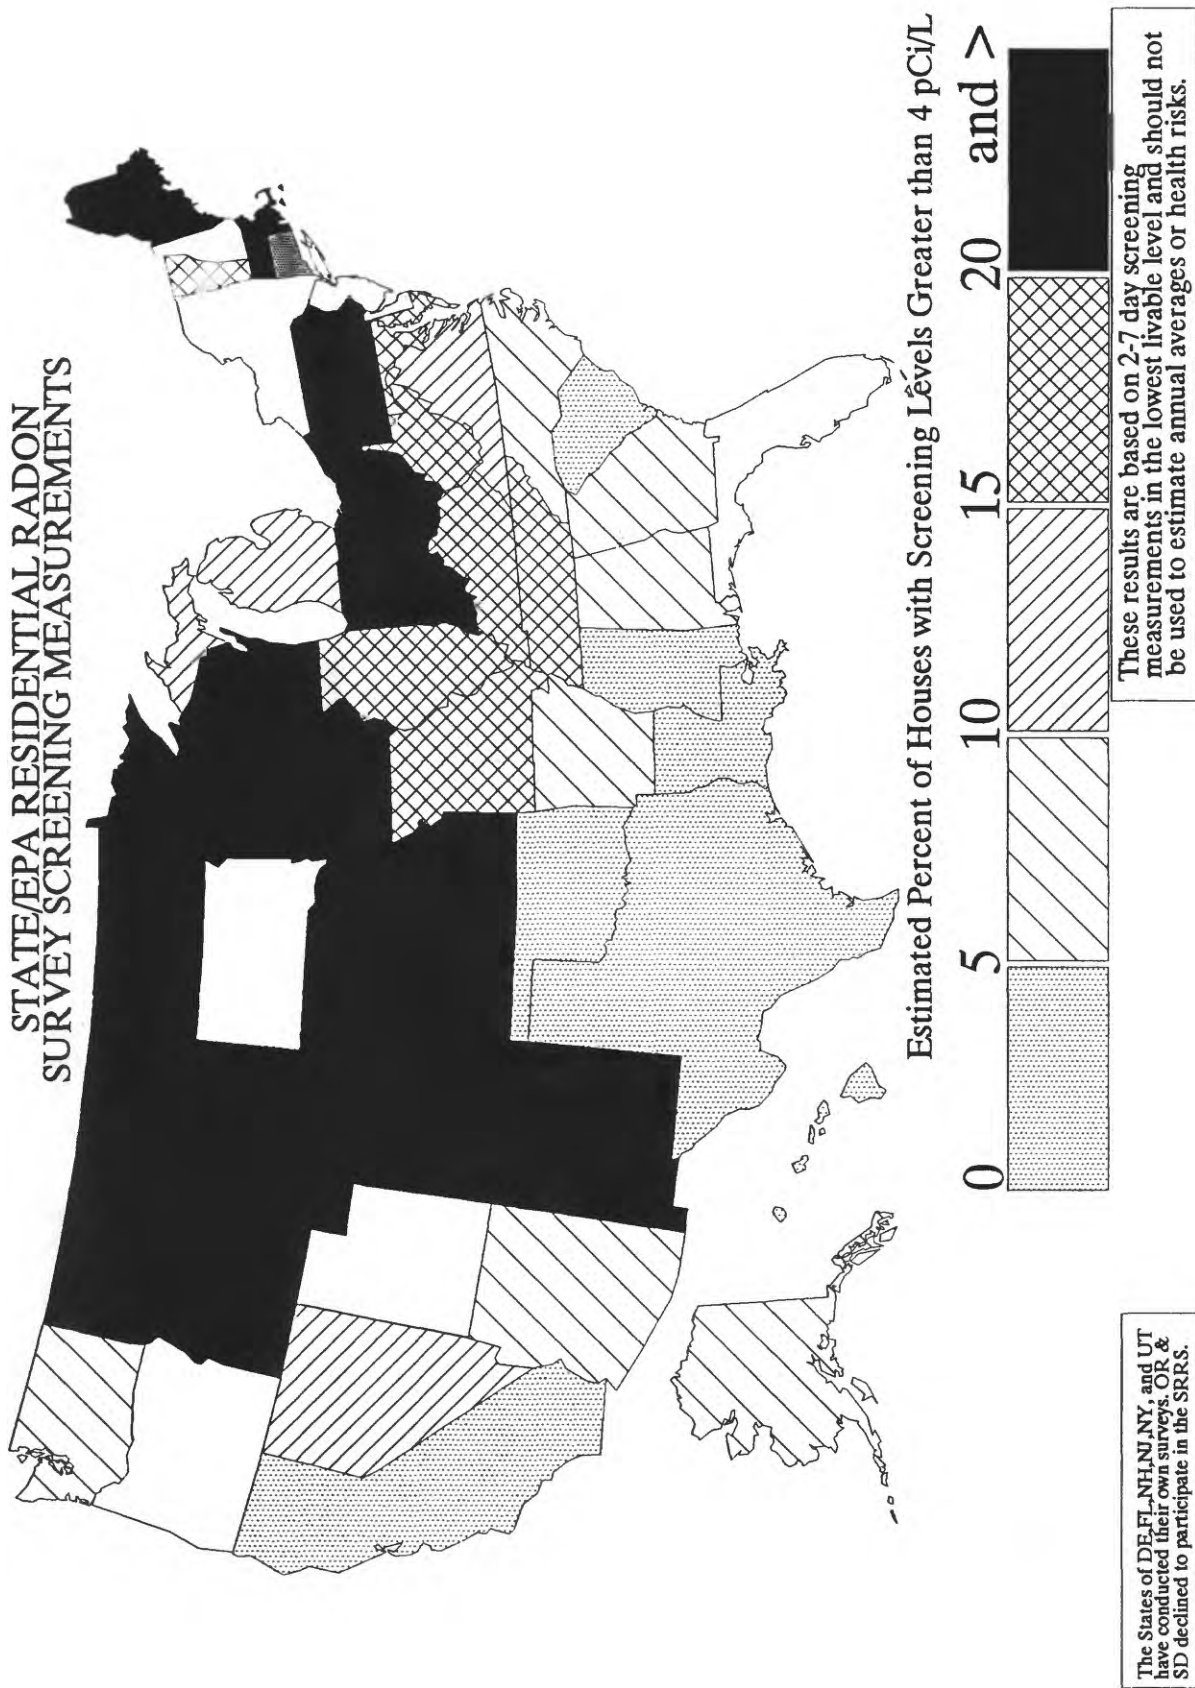 STATE/EPA RESIDENTIAL RADON
SURVEY SCREENING MEASUREMENTS
Estimated Percent of Houses with Screening Levels Greater than 4 pCi/L
0 5 10 15 20 and >
The States of DE,FL,NH,NJ,NY, and UT
have conducted their own surveys. OR &
SD declined to participate in the SRRS.
These results are based on 2-7 day screening
measurements in the lowest livable level and should not
be used to estimate annual averages or health risks.